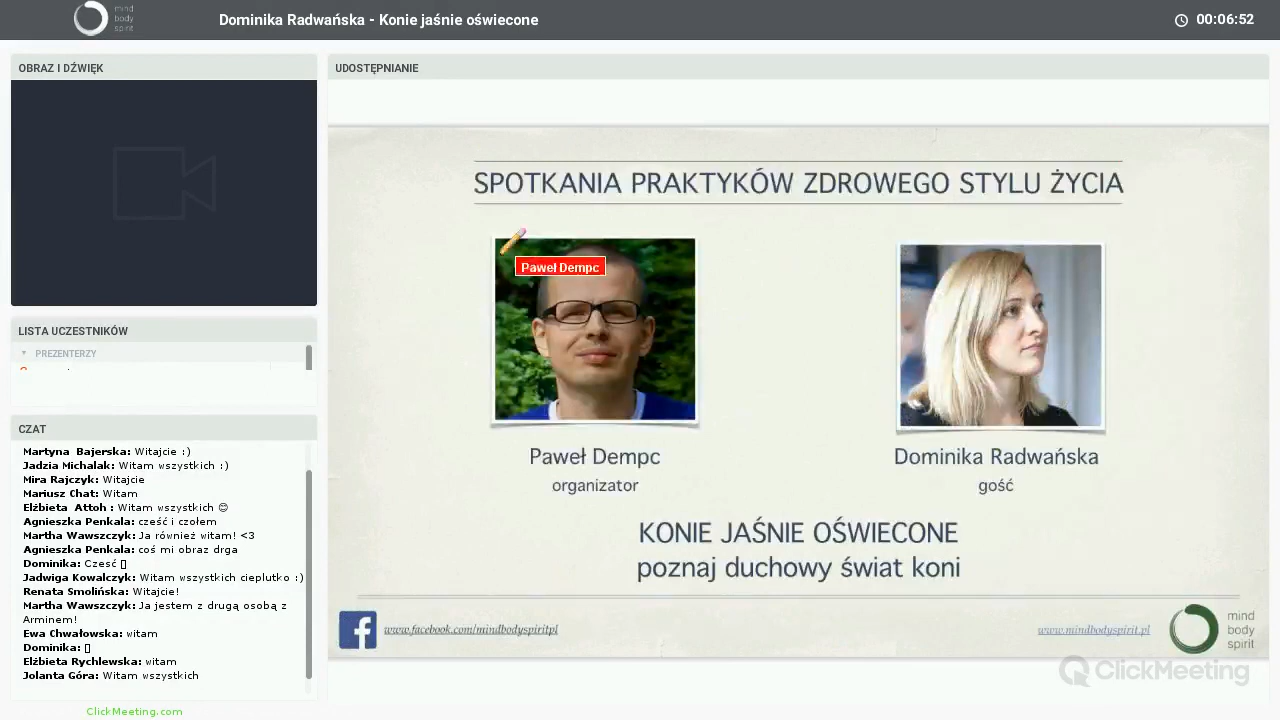 mind
body
spirit
Dominika Radwańska - Konie jaśnie oświecone
00:06:52
OBRAZ I DŹWIĘK
UDOSTĘPNIANIE
SPOTKANIA PRAKTYKÓW ZDROWEGO STYLU ŻYCIA
Paweł Dempc
Paweł Dempc
organizator
Dominika Radwańska
gość
KONIE JAŚNIE OŚWIECONE
poznaj duchowy świat koni
www.facebook.com/mindbodyspiritpl
www.mindbodyspirit.pl
mind
body
spirit
ClickMeeting
LISTA UCZESTNIKÓW
PREZENTERZY
CZAT
Martyna Bajerska: Witajcie :)
Jadzia Michalak: Witam wszystkich :)
Mira Rajczyk: Witajcie
Mariusz Chat: Witam
Elżbieta Attoh : Witam wszystkich 😊
Agnieszka Penkala: cześć i czołem
Martha Wawszczyk: Ja również witam! <3
Agnieszka Penkala: coś mi obraz drga
Dominika: Czesć
Jadwiga Kowalczyk: Witam wszystkich cieplutko :)
Renata Smolińska: Witajcie!
Martha Wawszczyk: Ja jestem z drugą osobą z
Arminem!
Ewa Chwałowska: witam
Dominika:
Elżbieta Rychlewska: witam
Jolanta Góra: Witam wszystkich
ClickMeeting.com